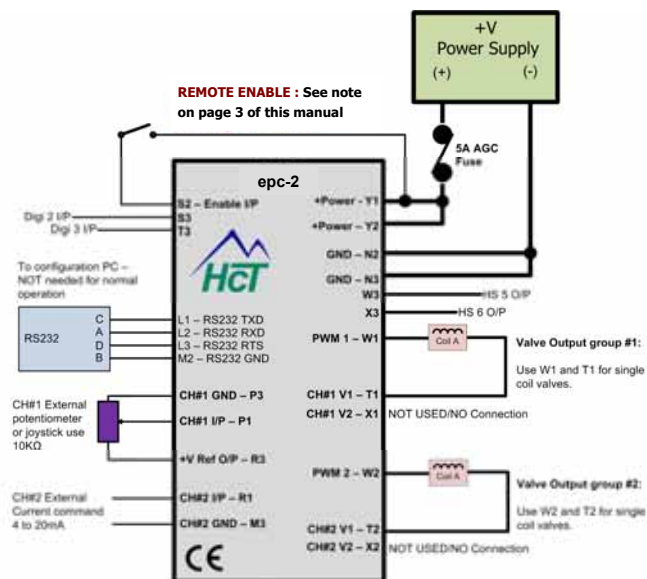 +V
Power Supply
(+) (-)
REMOTE ENABLE : See note
on page 3 of this manual
5A AGC
Fuse
epc-2
S2 – Enable I/P
Digi 2 I/P
S3
Digi 3 I/P
T3
+Power - Y1
+Power – Y2
GND – N2
GND – N3
W3
HS 5 O/P
X3
HS 6 O/P
HCT
To configuration PC –
NOT needed for normal
operation
RS232
C
A
D
B
L1 – RS232 TXD
L2 – RS232 RXD
L3 – RS232 RTS
M2 – RS232 GND
PWM 1 – W1
Coil A
Valve Output group #1:
Use W1 and T1 for single
coil valves.
CH#1 V1 – T1
CH#1 V2 – X1
NOT USED/NO Connection
CH#1 External
potentiometer
or joystick use
10KΩ
CH#1 GND – P3
CH#1 I/P – P1
+V Ref O/P – R3
PWM 2 – W2
Coil A
Valve Output group #2:
Use W2 and T2 for single
coil valves.
CH#2 External
Current command
4 to 20mA
CH#2 I/P – R1
CH#2 GND – M3
CH#2 V1 – T2
CH#2 V2 – X2
NOT USED/NO Connection
CE